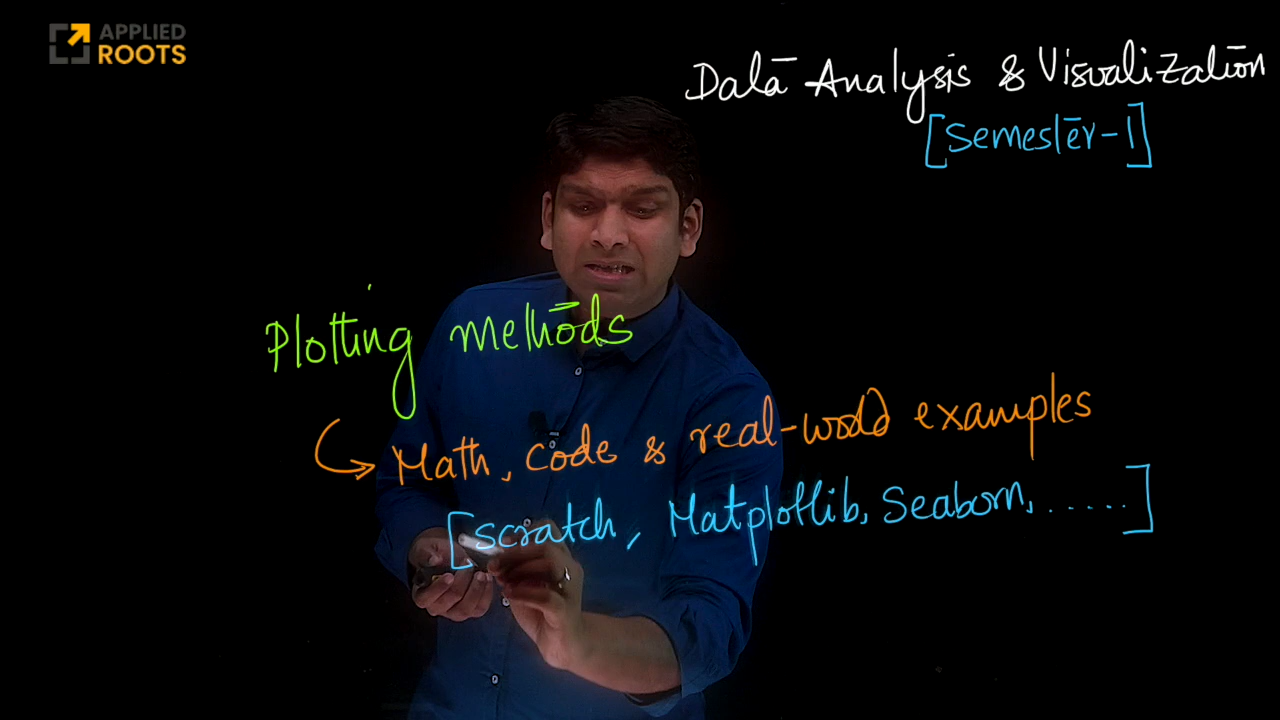 APPLIED
ROOTS
Data Analysis & Visualization
[Semester-1]
Plotting methods
Math, code & real-world examples
[scratch, Matplotlib, Seaborn, ......]